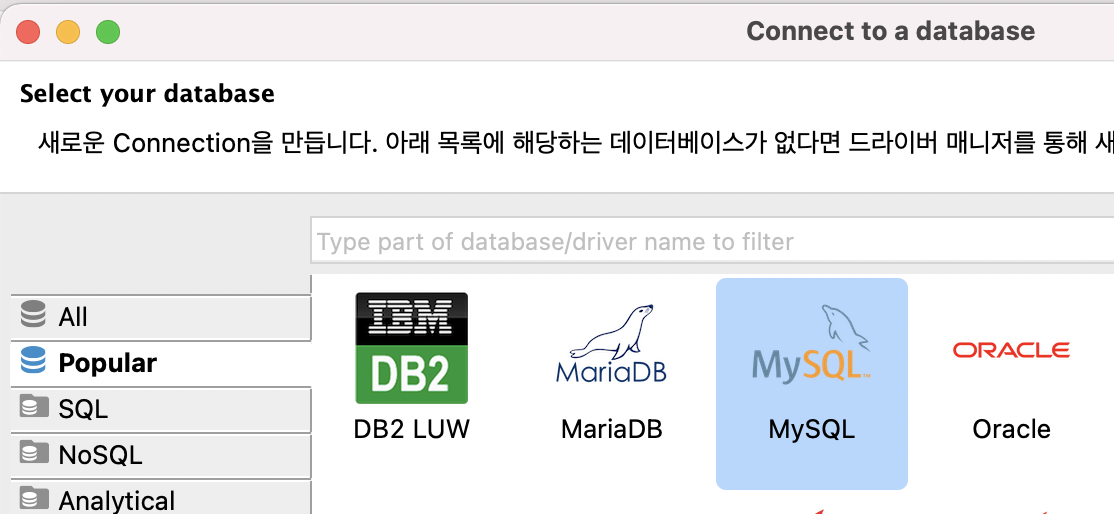 Connect to a database
Select your database
새로운 Connection을 만듭니다. 아래 목록에 해당하는 데이터베이스가 없다면 드라이버 매니저를 통해 새
Type part of database/driver name to filter
All
Popular
SQL
NoSQL
Analytical
IBM
DB2
DB2 LUW
MariaDB
MariaDB
MySQL™
MySQL
ORACLE
Oracle